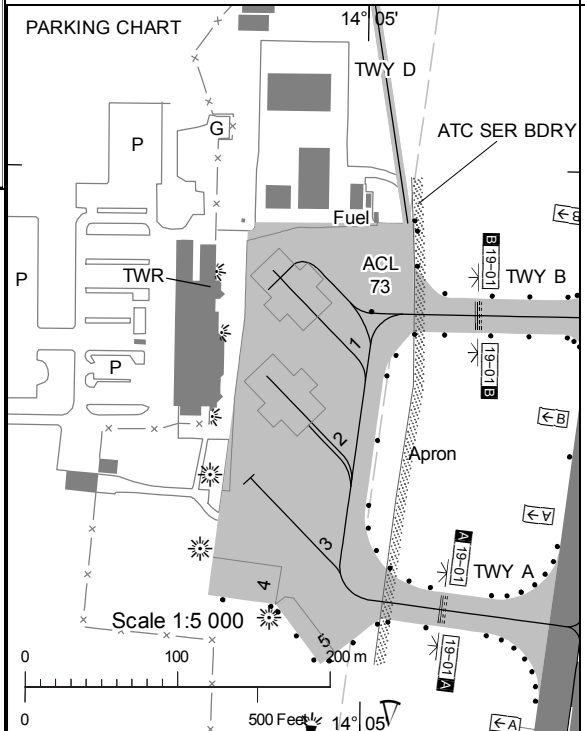 PARKING CHART
14° 05'
TWY D
G
P
ATC SER BDRY
Fuel
B
P
TWR
ACL
73
B 19-01
TWY B
1
19-01 B
P
B
2
Apron
A
3
A 19-01
TWY A
4
Scale 1:5 000
5
19-01 A
0 100 200 m
0 500 Feet
14° 05'
A